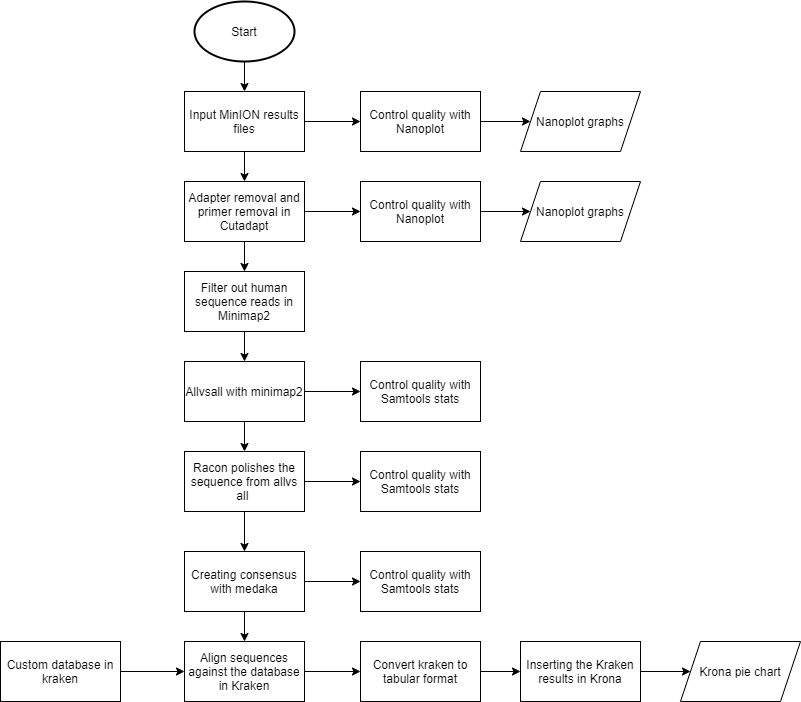 Start
Input MinION results
files
Control quality with
Nanoplot
Nanoplot graphs
Adapter removal and
primer removal in
Cutadapt
Control quality with
Nanoplot
Nanoplot graphs
Filter out human
sequence reads in
Minimap2
Allvsall with minimap2
Control quality with
Samtools stats
Racon polishes the
sequence from allvs
all
Control quality with
Samtools stats
Creating consensus
with medaka
Control quality with
Samtools stats
Custom database in
kraken
Align sequences
against the database
in Kraken
Convert kraken to
tabular format
Inserting the Kraken
results in Krona
Krona pie chart